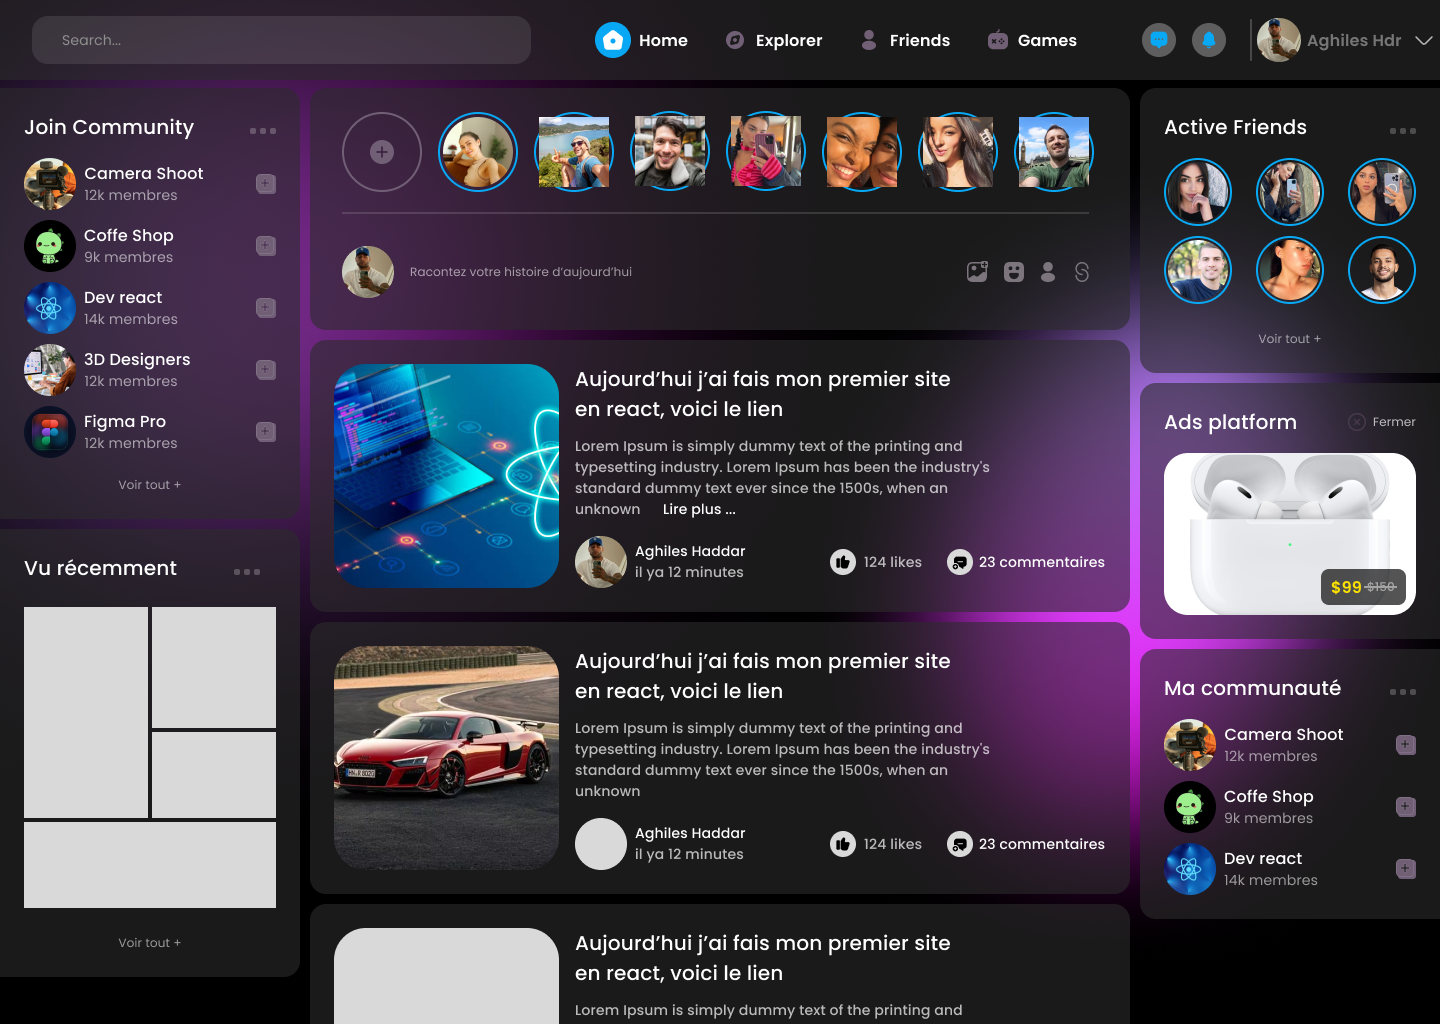 Search...
Home
Explorer
Friends
Games
Aghiles Hdr
Join Community
Camera Shoot
12k membres
Coffe Shop
9k membres
Dev react
14k membres
3D Designers
12k membres
Figma Pro
12k membres
Voir tout +
Vu récemment
Voir tout +
Racontez votre histoire d’aujourd’hui
Aujourd’hui j’ai fais mon premier site
en react, voici le lien
Lorem Ipsum is simply dummy text of the printing and
typesetting industry. Lorem Ipsum has been the industry's
standard dummy text ever since the 1500s, when an
unknown Lire plus ...
Aghiles Haddar
il ya 12 minutes
124 likes
23 commentaires
Aujourd’hui j’ai fais mon premier site
en react, voici le lien
Lorem Ipsum is simply dummy text of the printing and
typesetting industry. Lorem Ipsum has been the industry's
standard dummy text ever since the 1500s, when an
unknown
Aghiles Haddar
il ya 12 minutes
124 likes
23 commentaires
Aujourd’hui j’ai fais mon premier site
en react, voici le lien
Lorem Ipsum is simply dummy text of the printing and
Active Friends
Voir tout +
Ads platform
Fermer
$99 $150
Ma communauté
Camera Shoot
12k membres
Coffe Shop
9k membres
Dev react
14k membres